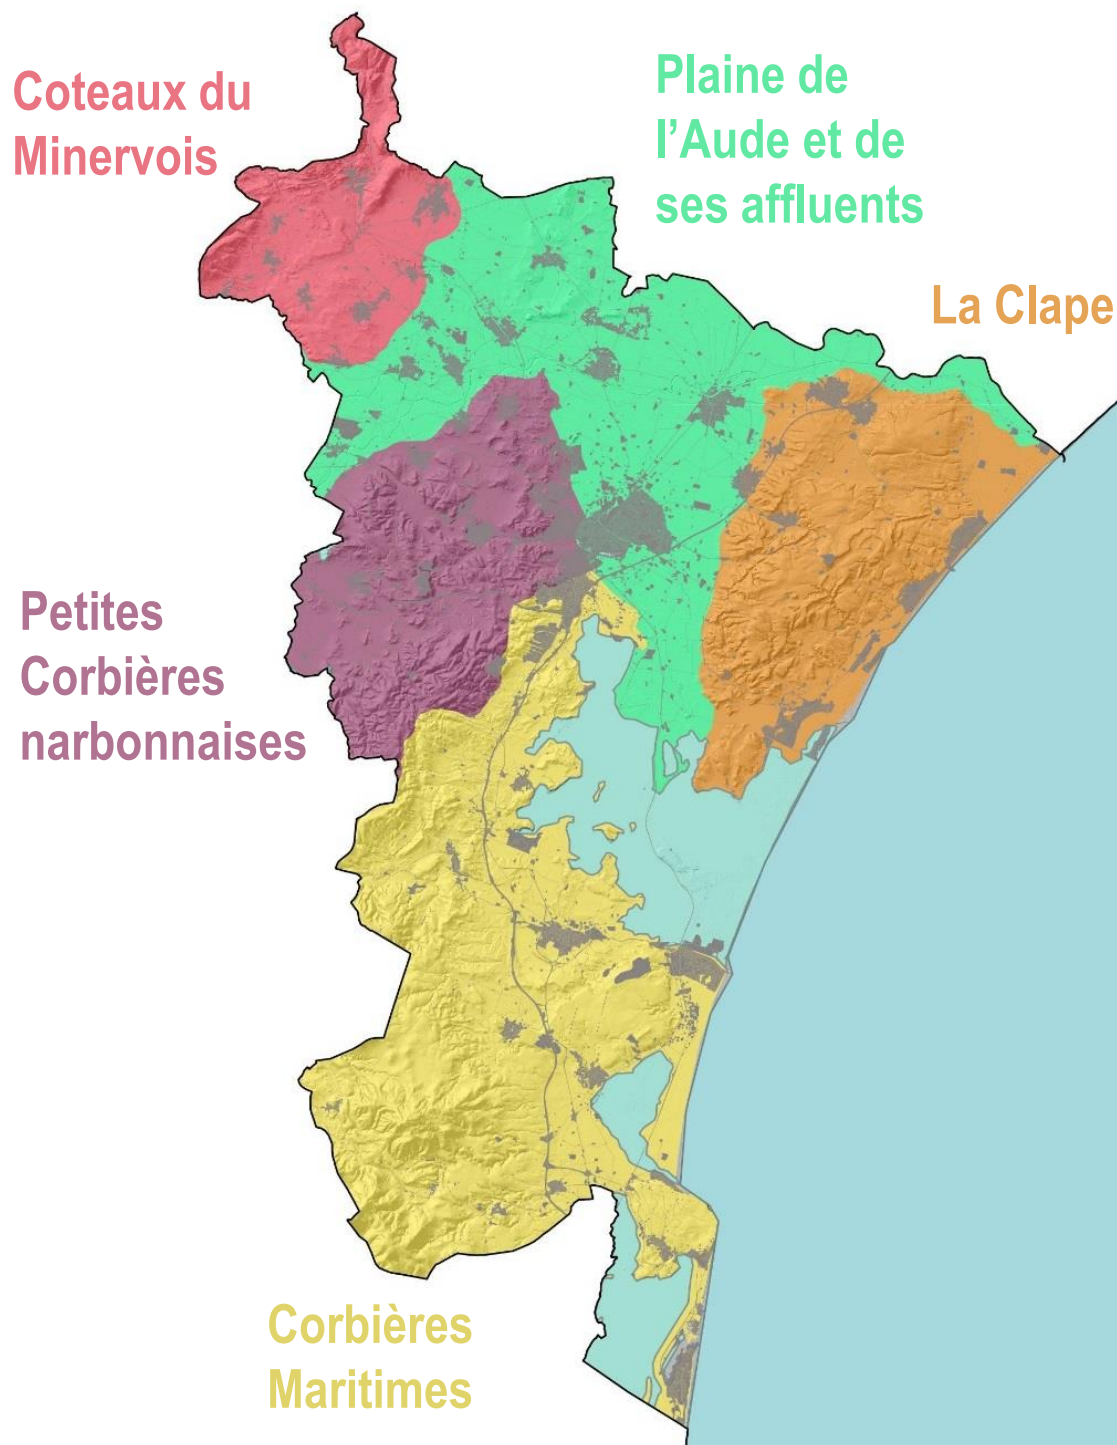 Coteaux du
Minervois
Plaine de
l’Aude et de
ses affluents
La Clape
Petites
Corbières
narbonnaises
Corbières
Maritimes